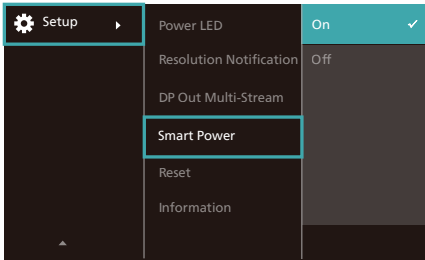 Setup
Power LED
Resolution Notification
DP Out Multi-Stream
Smart Power
Reset
Information
On
Off